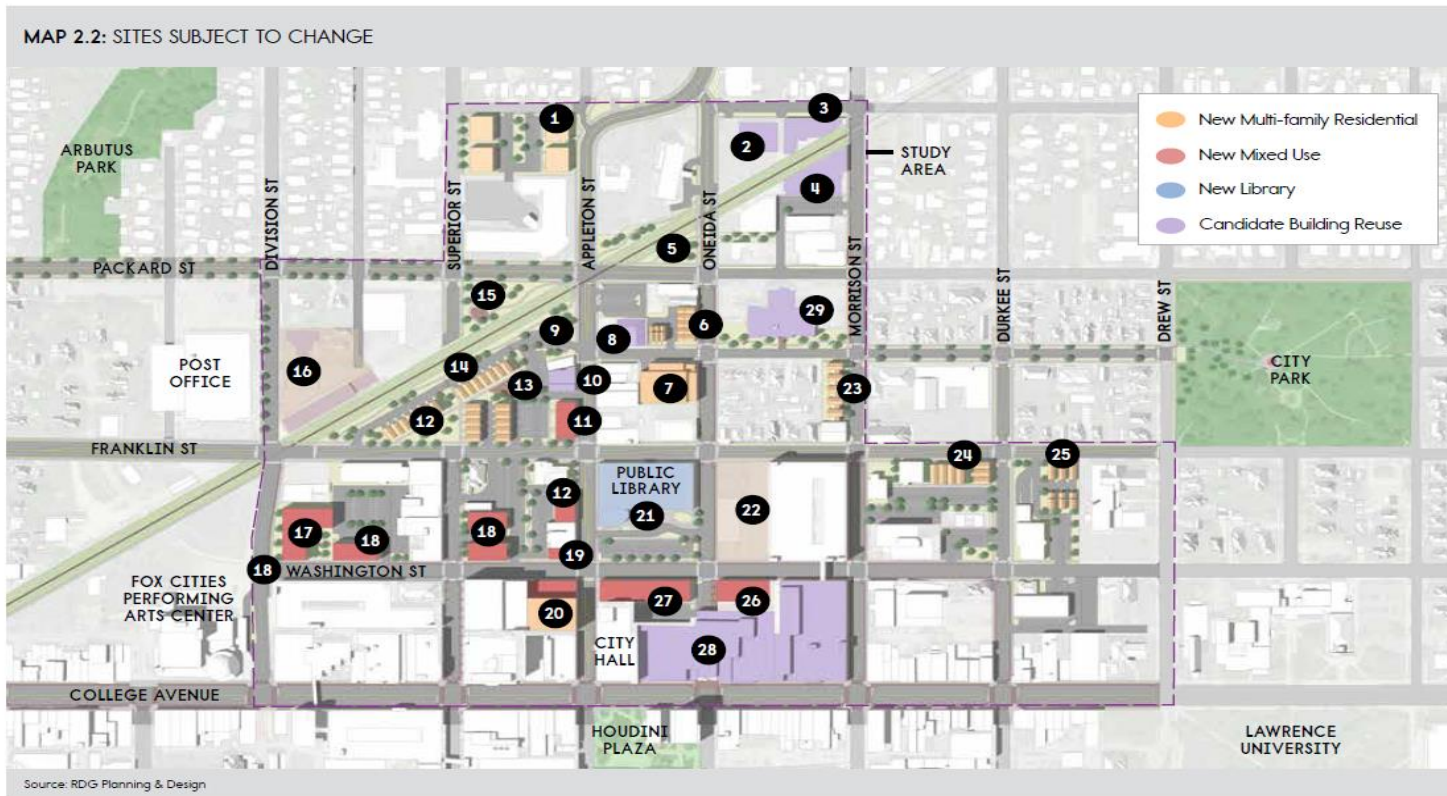 MAP 2.2: SITES SUBJECT TO CHANGE
New Multi-family Residential
New Mixed Use
New Library
Candidate Building Reuse
STUDY
AREA
ARBUTUS
PARK
DIVISION ST
SUPERIOR ST
APPLETON ST
ONEIDA ST
MORRISON ST
DURKEE ST
DREW ST
1
2
3
4
5
PACKARD ST
15
9
8
6
29
POST
OFFICE
16
14
13
10
7
23
CITY
PARK
12
11
FRANKLIN ST
24
25
PUBLIC
LIBRARY
12
21
22
17
18
18
19
18
WASHINGTON ST
FOX CITIES
PERFORMING
ARTS CENTER
20
27
26
CITY
HALL
28
COLLEGE AVENUE
HOUDINI
PLAZA
LAWRENCE
UNIVERSITY
Source: RDG Planning & Design